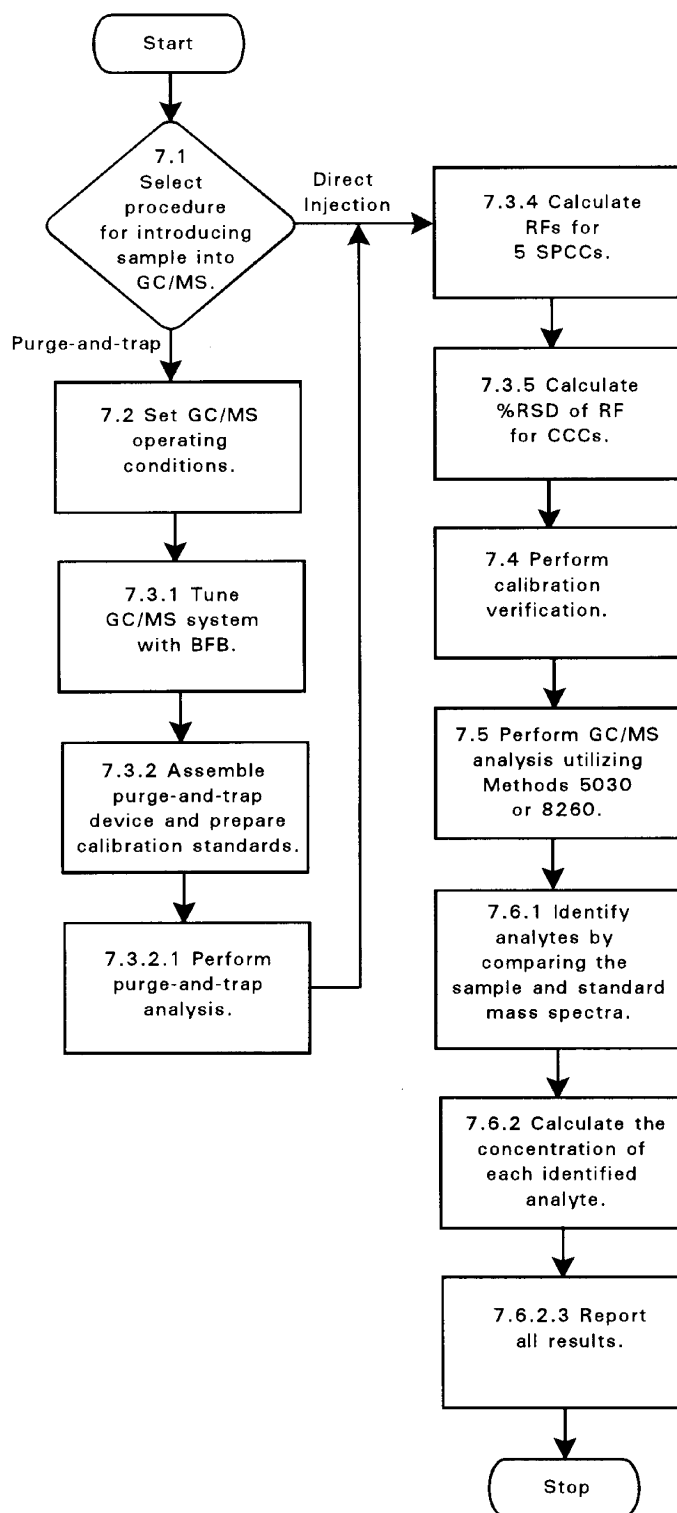 Start
7.1
Select
procedure
for introducing
sample into
GC/MS.
Direct
Injection
Purge-and-trap
7.2 Set GC/MS
operating
conditions.
7.3.1 Tune
GC/MS system
with BFB.
7.3.2 Assemble
purge-and-trap
device and prepare
calibration standards.
7.3.2.1 Perform
purge-and-trap
analysis.
7.3.4 Calculate
RFs for
5 SPCCs.
7.3.5 Calculate
%RSD of RF
for CCCs.
7.4 Perform
calibration
verification.
7.5 Perform GC/MS
analysis utilizing
Methods 5030
or 8260.
7.6.1 Identify
analytes by
comparing the
sample and standard
mass spectra.
7.6.2 Calculate the
concentration of
each identified
analyte.
7.6.2.3 Report
all results.
Stop